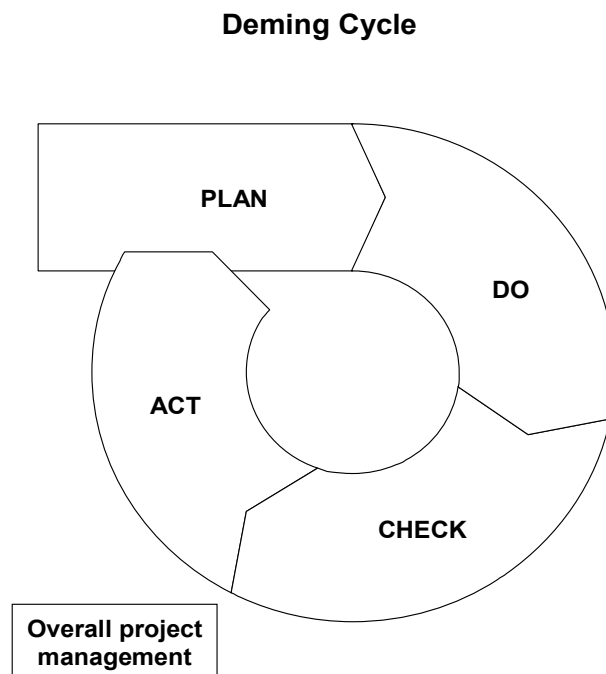 Deming Cycle
PLAN
DO
ACT
CHECK
Overall project
management